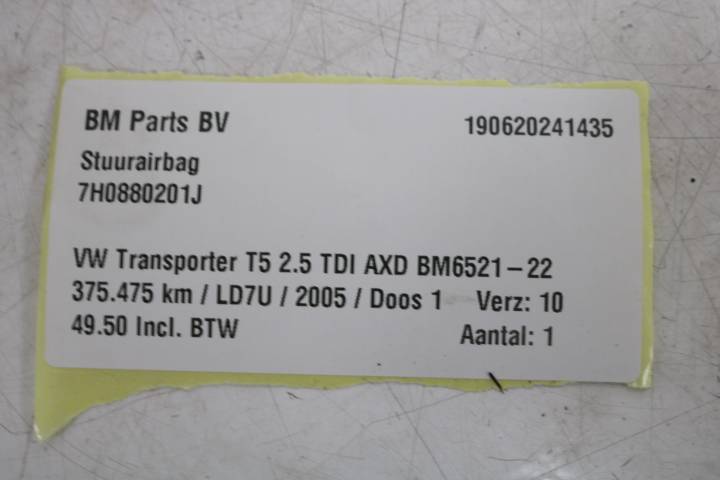 BM Parts BV 190620241435
Stuurairbag
7H0880201J
VW Transporter T5 2.5 TDI AXD BM6521-22
375.475 km / LD7U / 2005 / Doos 1 Verz: 10
49.50 Incl. BTW Aantal: 1